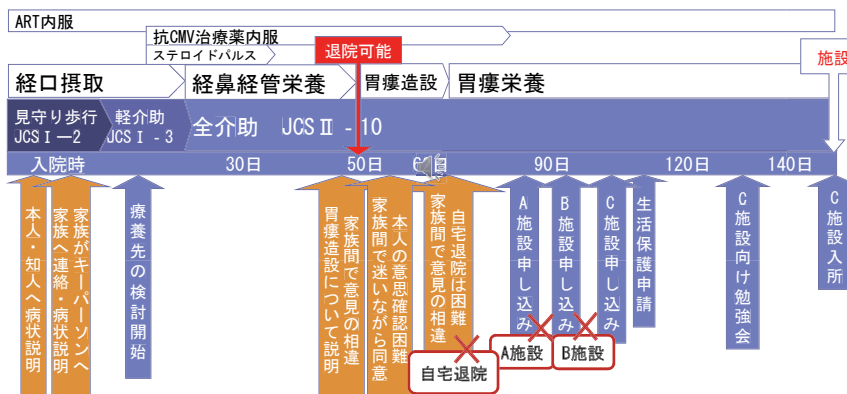 ART内服
抗CMV治療薬内服
ステロイドパルス
退院可能
施設
経口摂取
経鼻経管栄養
胃瘻造設
胃瘻栄養
見守り歩行
JCSⅠ―2
軽介助
JCSⅠ-3
全介助 JCSⅡ-10
入院時
30日
50日
90日
120日
140日
本人・知人へ病状説明
家族がキーパーソンへ
家族へ連絡・病状説明
療養先の検討開始
家族間で意見の相違
胃瘻造設について説明
本人の意思確認困難
家族間で迷いながら同意
自宅退院は困難
家族間で意見の相違
A施設申し込み
B施設申し込み
C施設申し込み
生活保護申請
C施設向け勉強会
C施設入所
自宅退院
A施設
B施設